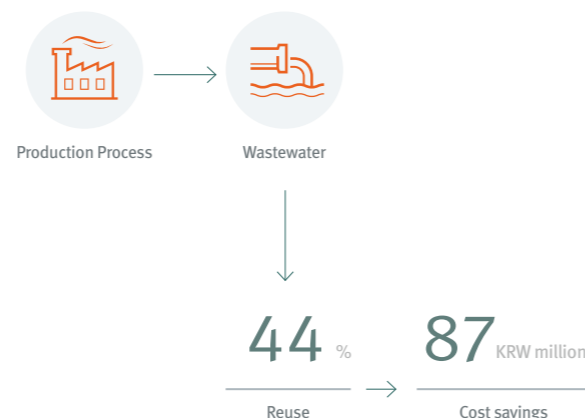 Production Process
Wastewater
44 %
87 KRW million
Reuse
Cost savings